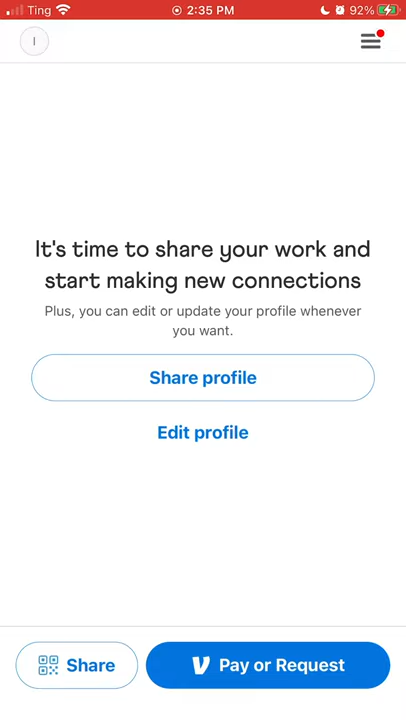 Ting 2:35 PM 92%
I
It's time to share your work and
start making new connections
Plus, you can edit or update your profile whenever
you want.
Share profile
Edit profile
Share Pay or Request